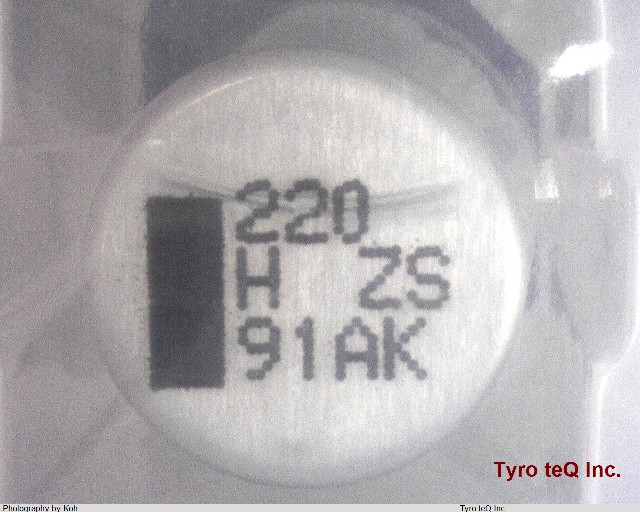 220
H ZS
91AK
Tyro teQ Inc.
Photography by Koh
Tyro teQ Inc